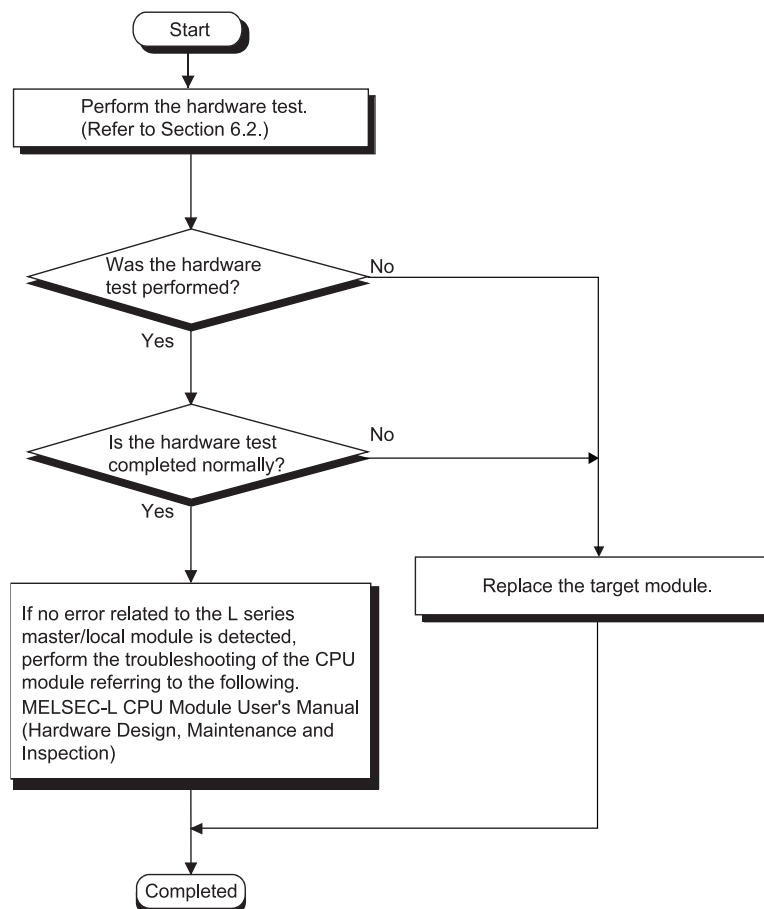 Start
Perform the hardware test.
(Refer to Section 6.2.)
Was the hardware
test performed?
No
Yes
Is the hardware test
completed normally?
No
Yes
If no error related to the L series
master/local module is detected,
perform the troubleshooting of the CPU
module referring to the following.
MELSEC-L CPU Module User's Manual
(Hardware Design, Maintenance and
Inspection)
Replace the target module.
Completed